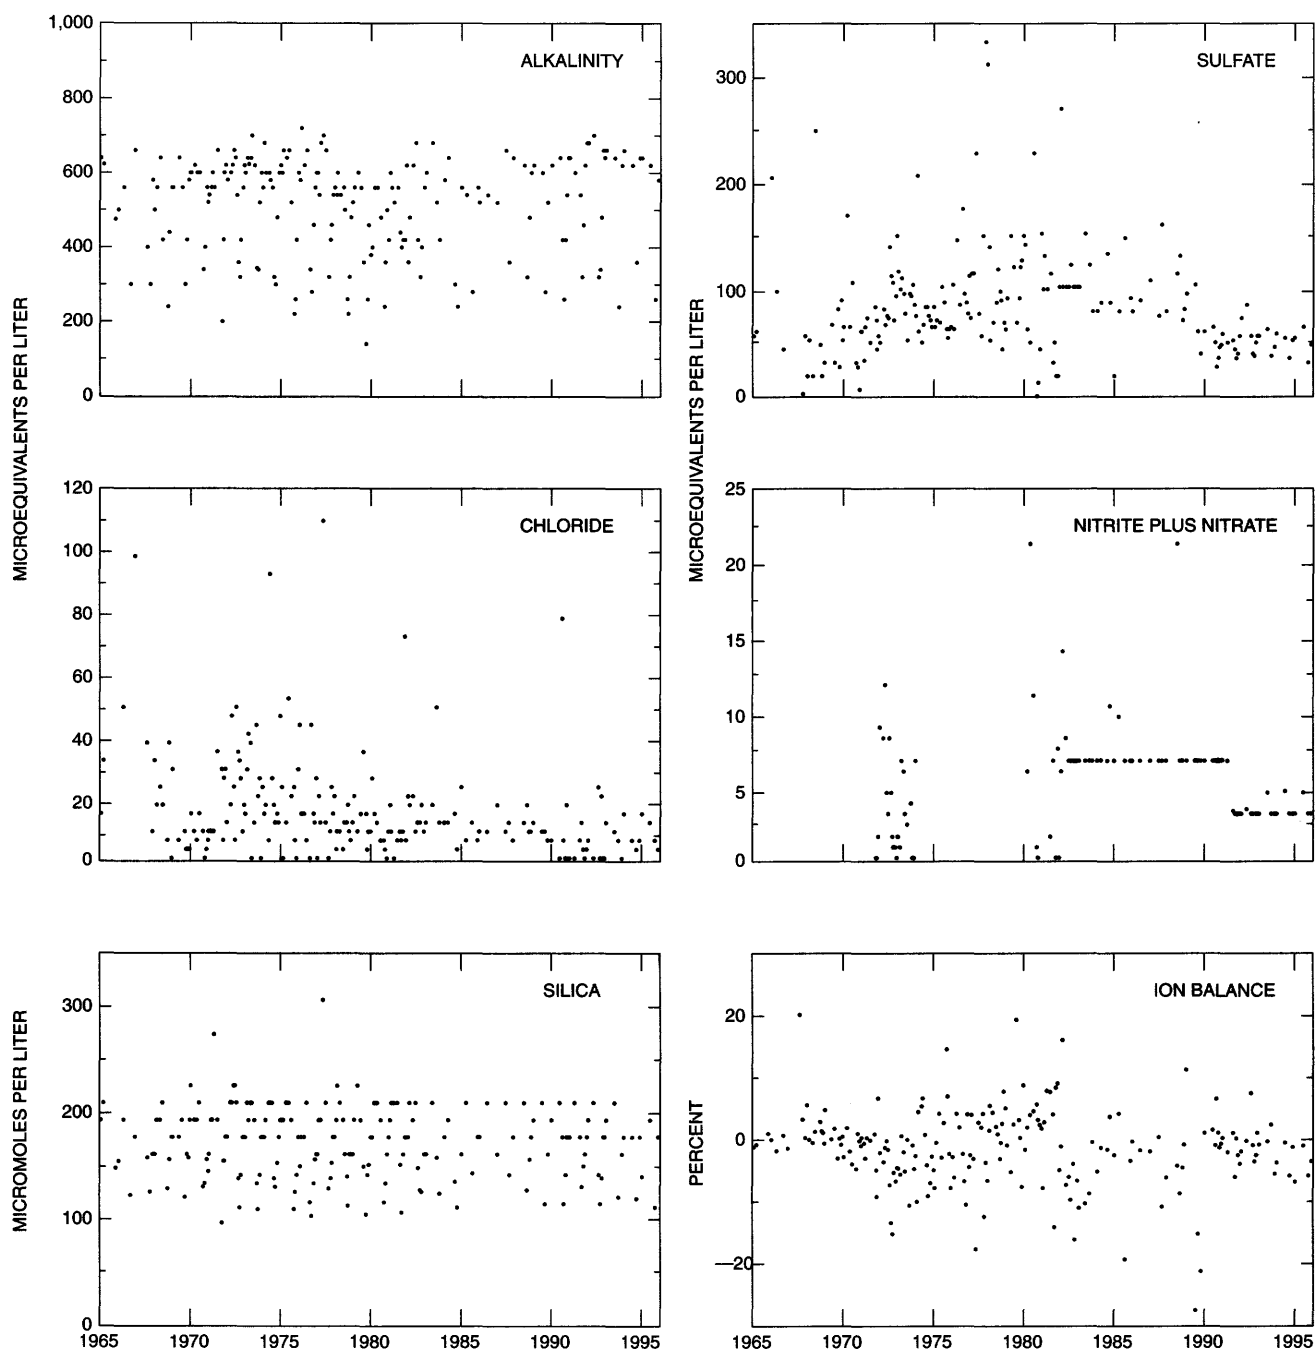 1,000
800
600
400
200
0
ALKALINITY
MICROEQUIVALENTS PER LITER
300
200
100
0
SULFATE
MICROEQUIVALENTS PER LITER
120
100
80
60
40
20
0
CHLORIDE
25
20
15
10
5
0
NITRITE PLUS NITRATE
300
200
100
0
SILICA
MICROMOLES PER LITER
1965 1970 1975 1980 1985 1990 1995
20
0
—20
ION BALANCE
PERCENT
1965 1970 1975 1980 1985 1990 1995